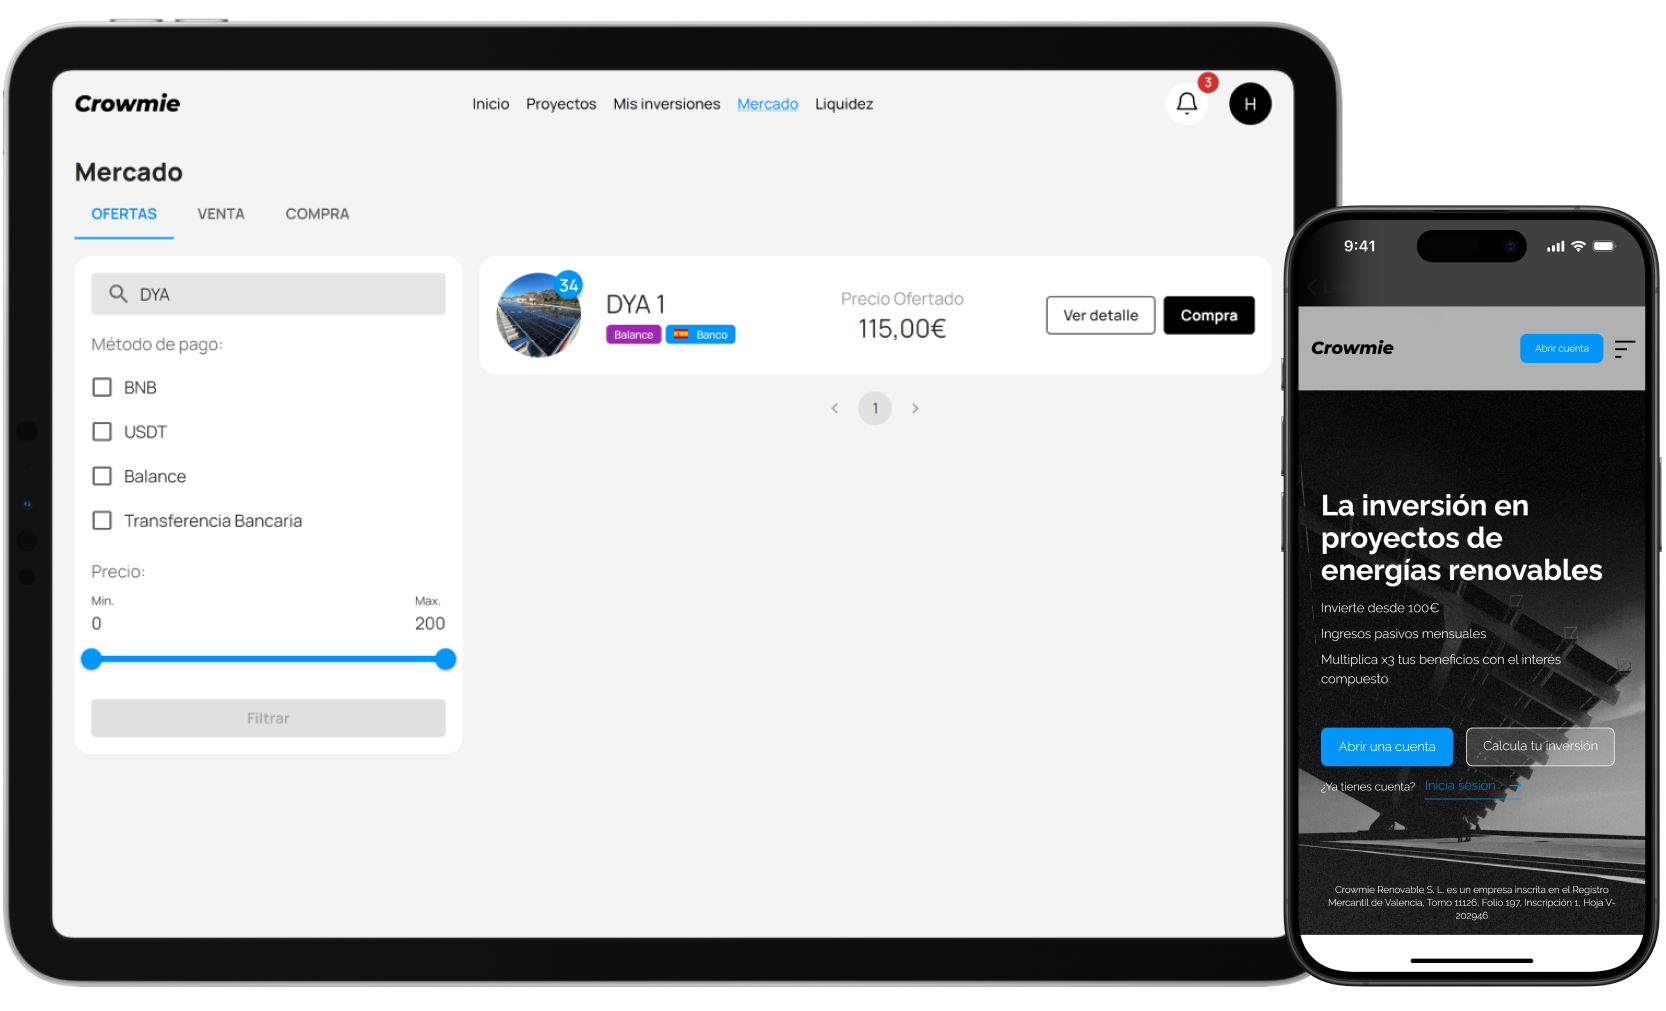 Crowmie
Inicio Proyectos Mis inversiones Mercado Liquidez
3
H
Mercado
OFERTAS VENTA COMPRA
DYA
Método de pago:
BNB
USDT
Balance
Transferencia Bancaria
Precio:
Min. Max.
0 200
Filtrar
34
DYA 1
Balance Banco
Precio Ofertado
115,00€
Ver detalle Compra
1
9:41
Crowmie Abrir cuenta
La inversión en
proyectos de
energías renovables
Invierte desde 100€
Ingresos pasivos mensuales
Multiplica x3 tus beneficios con el interés
compuesto
Abrir una cuenta Calcula tu inversión
¿Ya tienes cuenta? Inicia sesión
Crowmie Renovable S. L. es un empresa inscrita en el Registro
Mercantil de Valencia, Tomo 11126, Folio 197, Inscripción 1, Hoja V-
202946